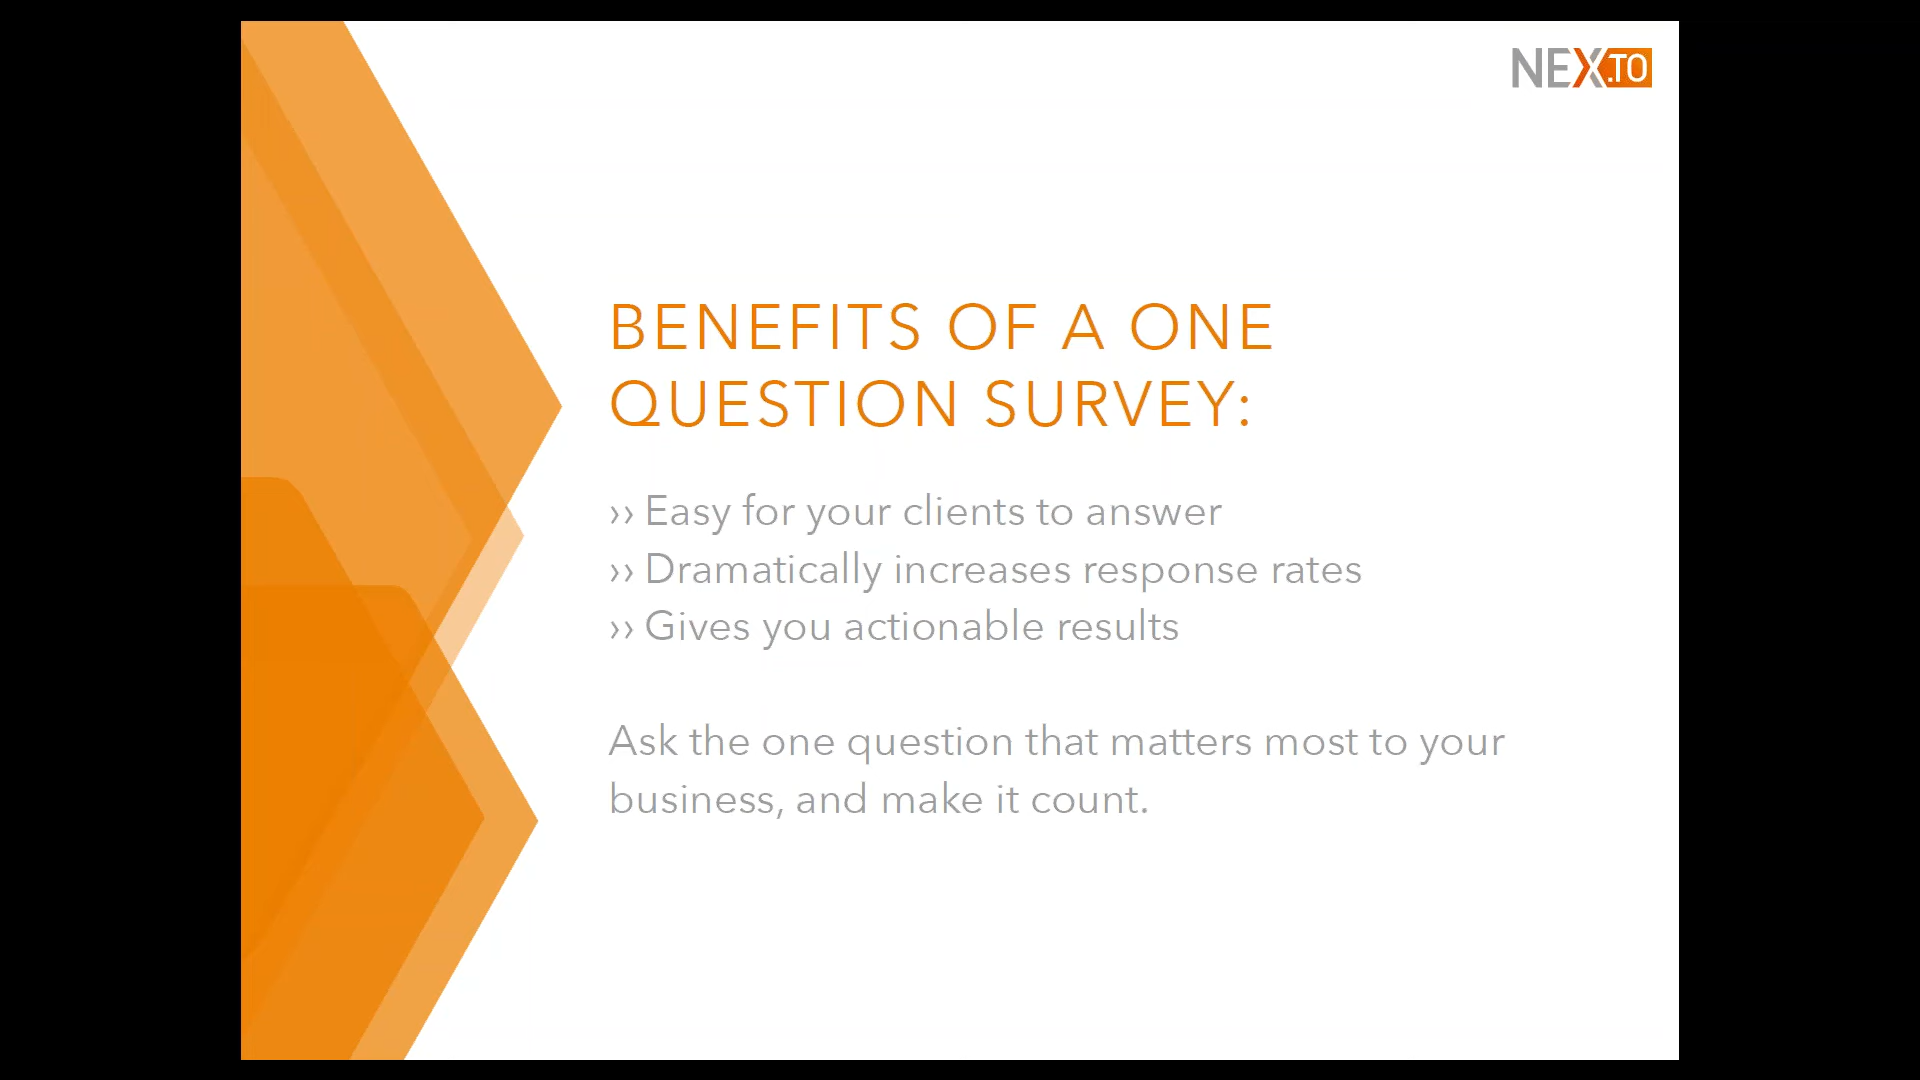 NEX.TO
BENEFITS OF A ONE
QUESTION SURVEY:
›› Easy for your clients to answer
›› Dramatically increases response rates
›› Gives you actionable results
Ask the one question that matters most to your
business, and make it count.